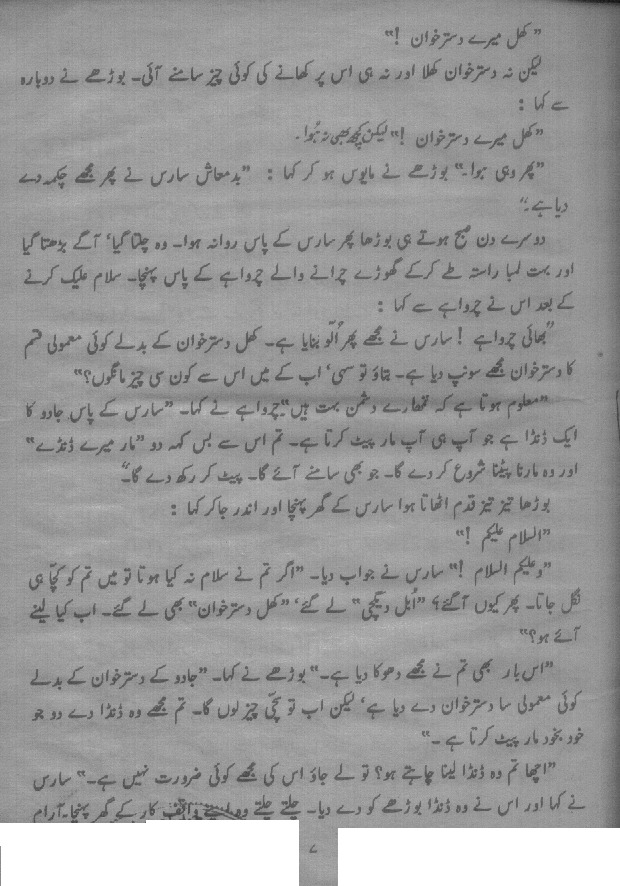 "کھل میرے دسترخوان !"
لیکن نہ دسترخوان کھلا اور نہ ہی اس پر کھانے کی کوئی چیز سامنے آئی۔ بوڑھے نے دوبارہ
سے کہا :
"کھل میرے دسترخوان !" لیکن کچھ بھی نہ ہوا ۔
"پھر وہی ہوا۔" بوڑھے نے مایوس ہو کر کہا : "بدمعاش سارس نے پھر مجھے چکمہ دے
دیا ہے۔"
دوسرے دن صبح ہوتے ہی بوڑھا پھر سارس کے پاس روانہ ہوا۔ وہ چلتا گیا، آگے بڑھتا گیا
اور بہت لمبا راستہ طے کرکے گھوڑے چرانے والے چرواہے کے پاس پہنچا۔ سلام علیک کرنے
کے بعد اس نے چرواہے سے کہا :
"بھائی چرواہے ! سارس نے مجھے پھر اُلّو بنایا ہے۔ کھل دسترخوان کے بدلے کوئی معمولی قسم
کا دسترخوان مجھے سونپ دیا ہے۔ بتاؤ تو سہی، اب کے میں اس سے کون سی چیز مانگوں؟"
"معلوم ہوتا ہے کہ تمھارے دشمن بہت ہیں" چرواہے نے کہا۔ "سارس کے پاس جادو کا
ایک ڈنڈا ہے جو آپ ہی آپ مار پیٹ کرتا ہے۔ تم اس سے بس کہہ دو "مار میرے ڈنڈے"
اور وہ مارنا پیٹنا شروع کر دے گا۔ جو بھی سامنے آئے گا۔ پیٹ کر رکھ دے گا۔"
بوڑھا تیز تیز قدم اٹھاتا ہوا سارس کے گھر پہنچا اور اندر جاکر کہا :
"السلام علیکم !"
"وعلیکم السلام !" سارس نے جواب دیا۔ "اگر تم نے سلام نہ کیا ہوتا تو میں تم کو کچّا ہی
نگل جاتا۔ پھر کیوں آگئے؟ "اُبل دیگچی" لے گئے، "کھل دسترخوان" بھی لے گئے۔ اب کیا لینے
آئے ہو؟"
"اس بار بھی تم نے مجھے دھوکا دیا ہے۔" بوڑھے نے کہا۔ "جادو کے دسترخوان کے بدلے
کوئی معمولی سا دسترخوان دے دیا ہے، لیکن اب تو سچّی چیز لوں گا۔ تم مجھے وہ ڈنڈا دے دو جو
خود بخود مار پیٹ کرتا ہے ۔"
"اچھا تم وہ ڈنڈا لینا چاہتے ہو؟ تو لے جاؤ اس کی مجھے کوئی ضرورت نہیں ہے۔" سارس
نے کہا اور اس نے وہ ڈنڈا بوڑھے کو دے دیا۔ چلتے چلتے وہ اپنے واقف کار کے گھر پہنچا۔ آرام
۷